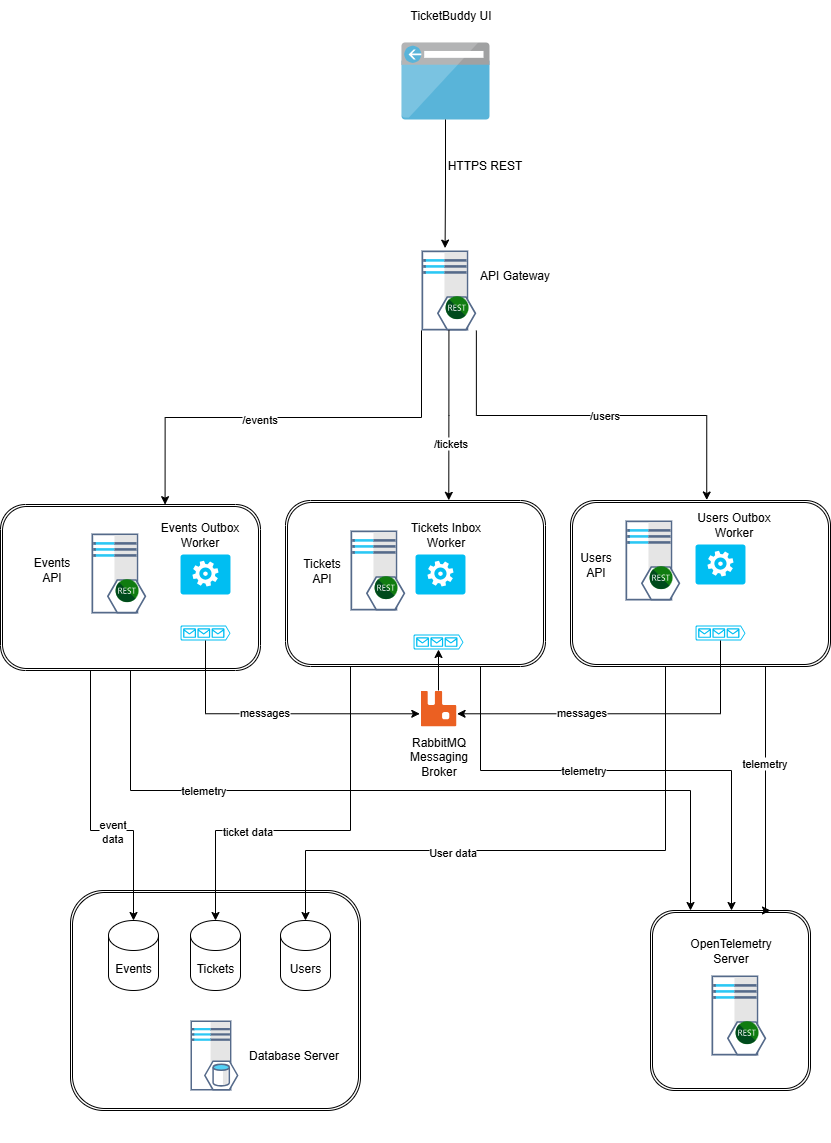 TicketBuddy UI
HTTPS REST
API Gateway
REST
/events
/tickets
/users
Events Outbox
Worker
Events
API
REST
Tickets Inbox
Worker
Tickets
API
REST
Users Outbox
Worker
Users
API
REST
messages
messages
RabbitMQ
Messaging
Broker
telemetry
telemetry
telemetry
event
data
ticket data
User data
Events
Tickets
Users
Database Server
OpenTelemetry
Server
REST